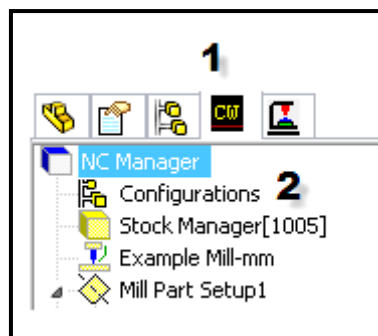 1
CW
NC Manager
Configurations 2
Stock Manager[1005]
Example Mill-mm
Mill Part Setup1